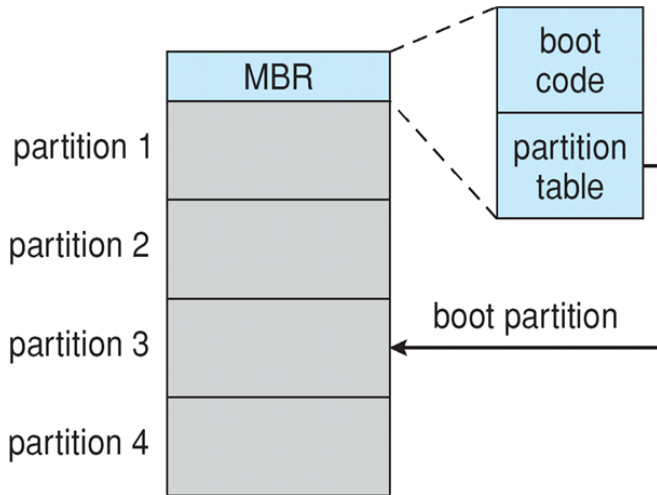 MBR
boot
code
partition
table
partition 1
partition 2
boot partition
partition 3
partition 4